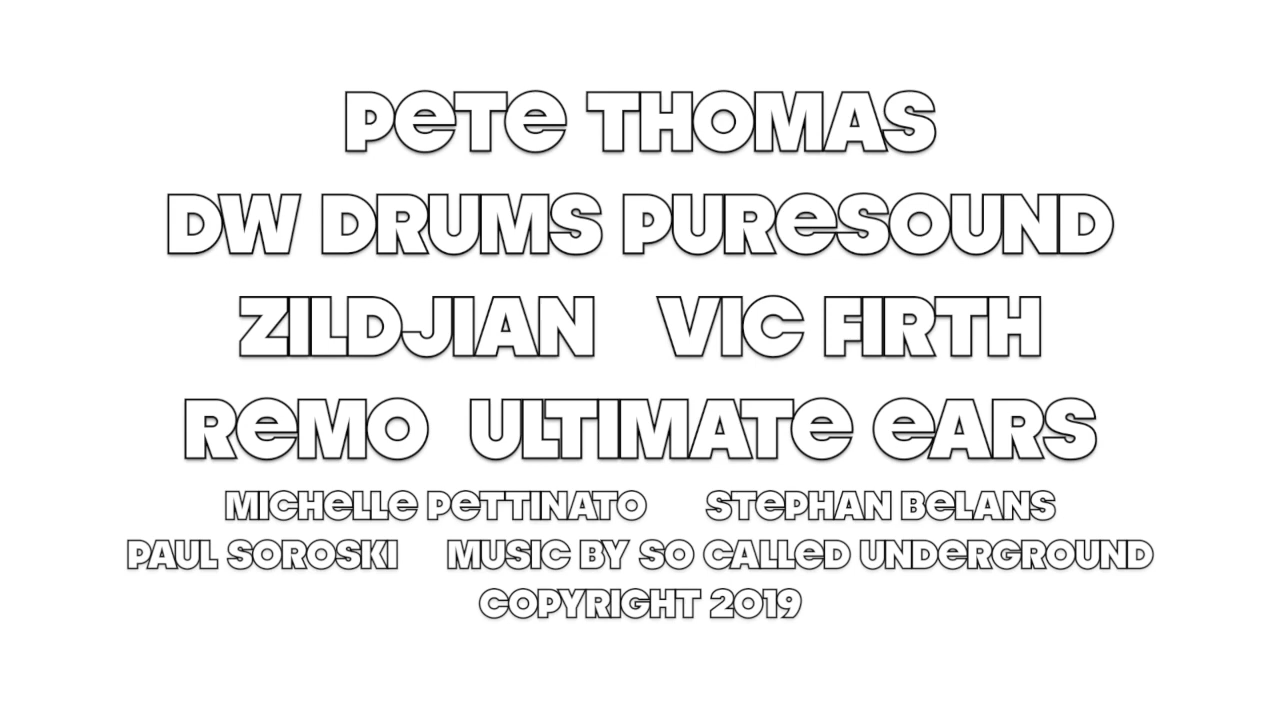 PeTe THOMAS
DW DRUMS PUReSOUND
ZILDJIAN VIC FIRTH
ReMO ULTIMATe eARS
MICHeLLe PeTTINATO STePHAN BeLANS
PAUL SOROSKI MUSIC BY SO CALLeD UNDeRGROUND
COPYRIGHT 2019